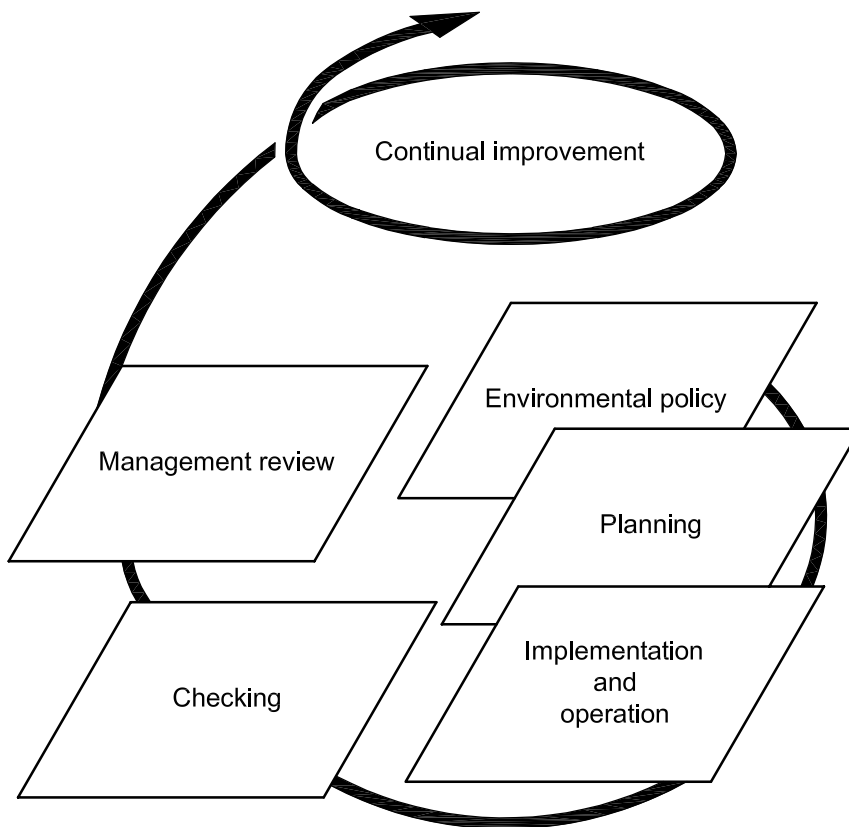 Continual improvement
Environmental policy
Management review
Planning
Implementation
and
operation
Checking